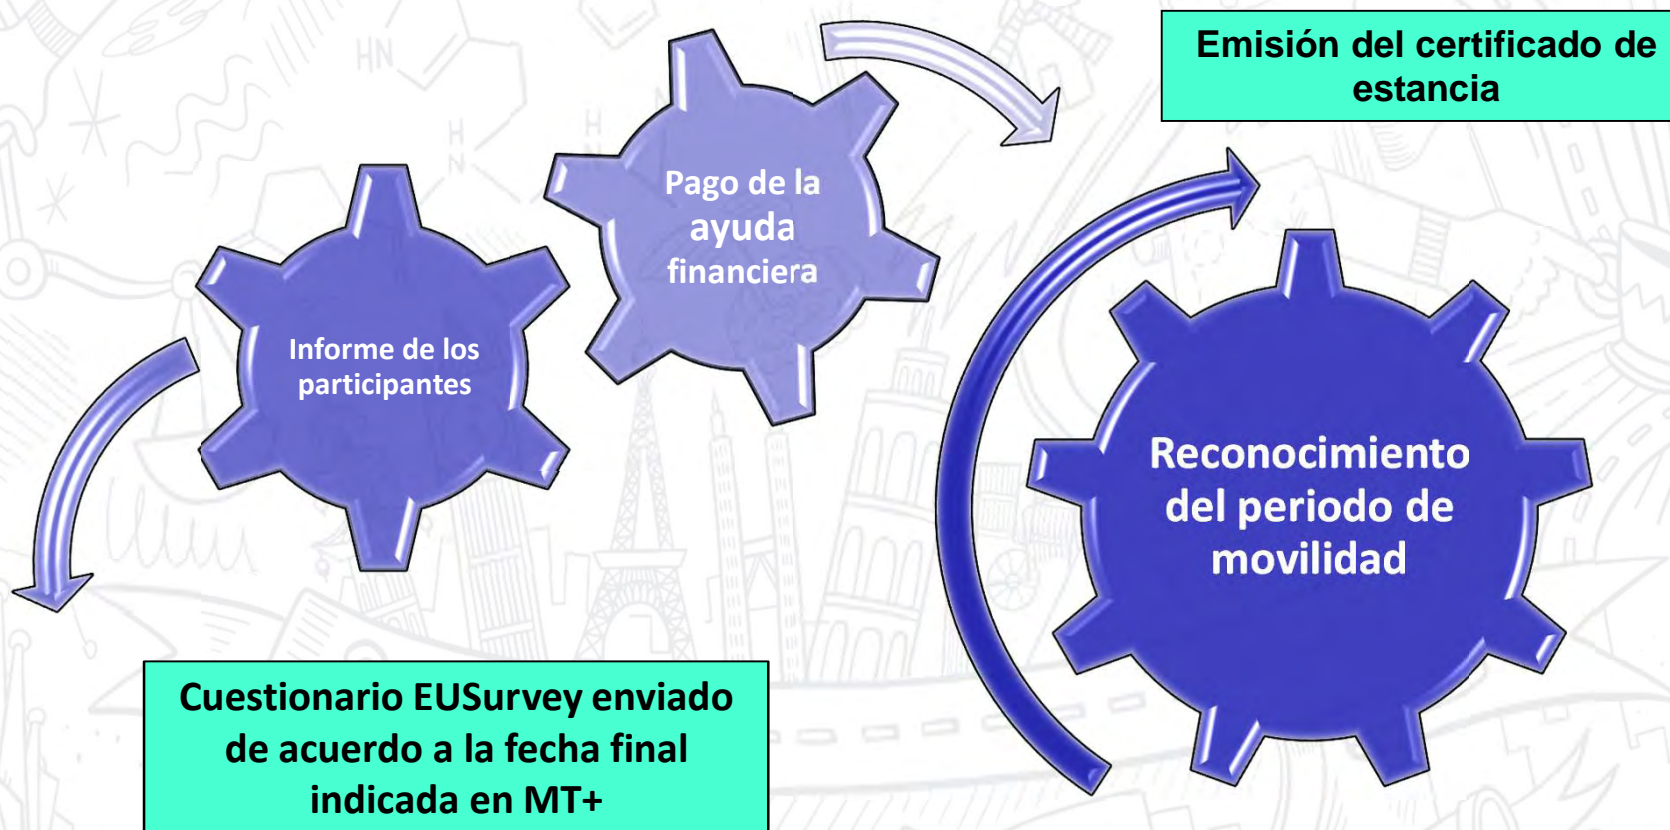 Emisión del certificado de
estancia
Pago de la
ayuda
financiera
Informe de los
participantes
Reconocimiento
del periodo de
movilidad
Cuestionario EUSurvey enviado
de acuerdo a la fecha final
indicada en MT+
HN
H
N
H